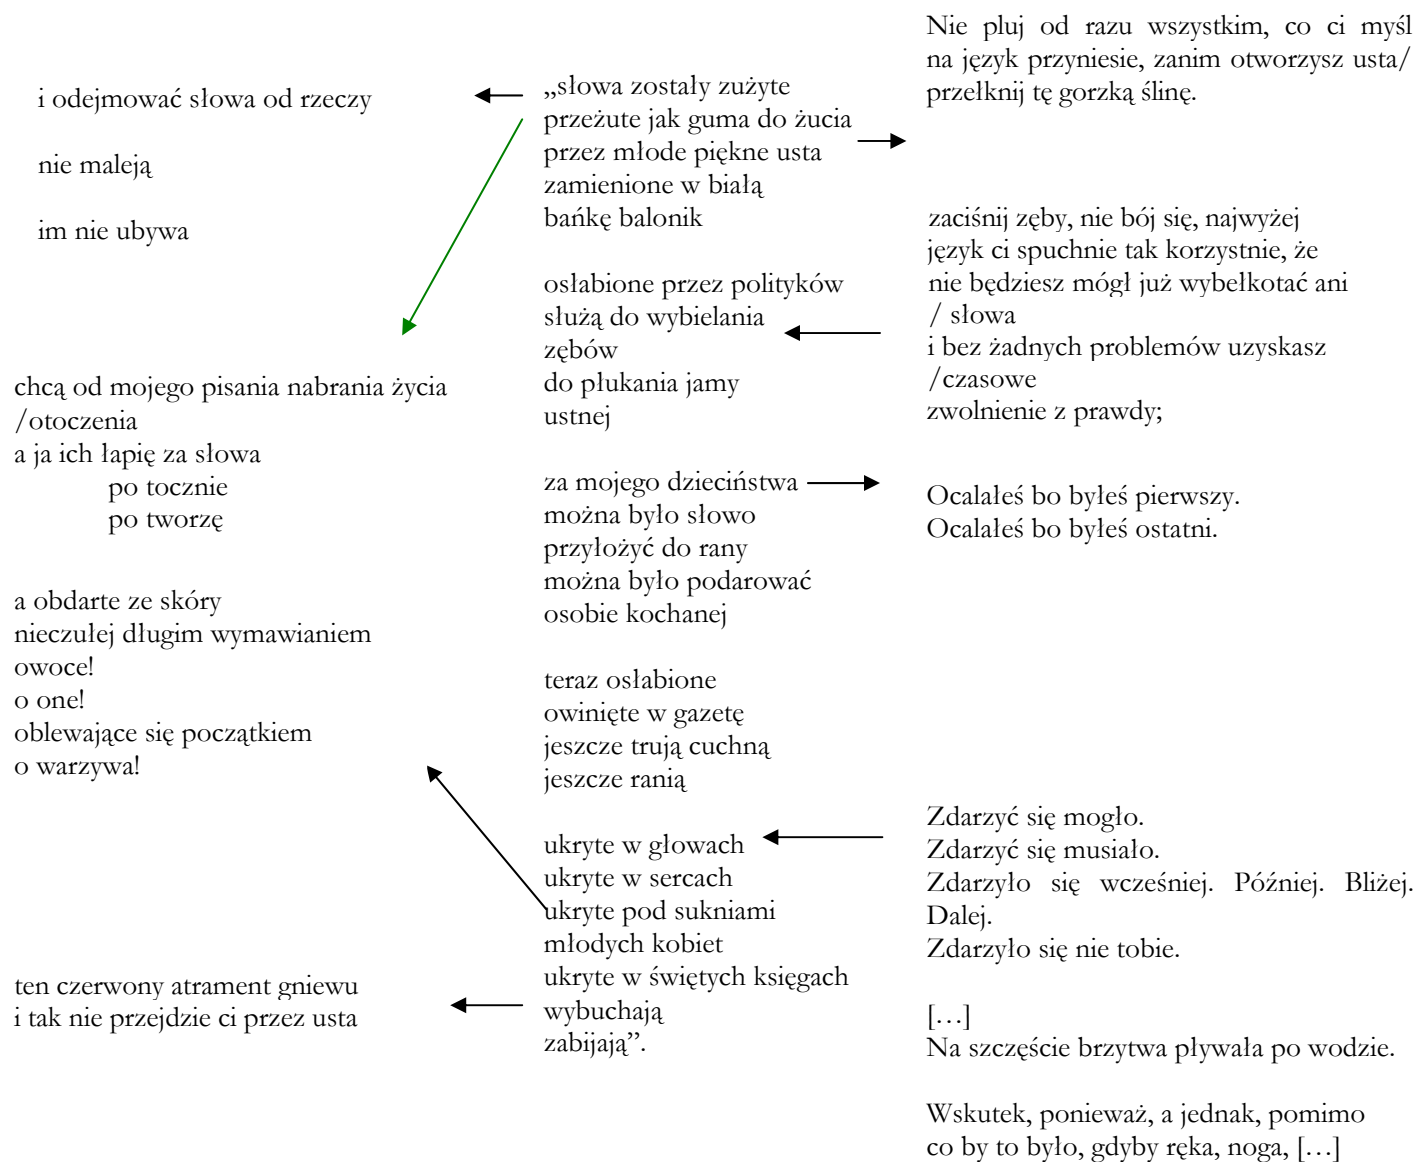 i odejmować słowa od rzeczy
nie maleją
im nie ubywa
chcą od mojego pisania nabrania życia
/otoczenia
a ja ich łapię za słowa
po tocznie
po tworzę
a obdarte ze skóry
nieczułej długim wymawianiem
owoce!
o one!
oblewające się początkiem
o warzywa!
ten czerwony atrament gniewu
i tak nie przejdzie ci przez usta
„słowa zostały zużyte
przeżute jak guma do żucia
przez młode piękne usta
zamienione w białą
bańkę balonik
osłabione przez polityków
służą do wybielania
zębów
do płukania jamy
ustnej
za mojego dzieciństwa
można było słowo
przyłożyć do rany
można było podarować
osobie kochanej
teraz osłabione
owinięte w gazetę
jeszcze trują cuchną
jeszcze ranią
ukryte w głowach
ukryte w sercach
ukryte pod sukniami
młodych kobiet
ukryte w świętych księgach
wybuchają
zabijają”.
Nie pluj od razu wszystkim, co ci myśl
na język przyniesie, zanim otworzysz usta/
przełknij tę gorzką ślinę.
zaciśnij zęby, nie bój się, najwyżej
język ci spuchnie tak korzystnie, że
nie będziesz mógł już wybełkotać ani
/ słowa
i bez żadnych problemów uzyskasz
/czasowe
zwolnienie z prawdy;
Ocalałeś bo byłeś pierwszy.
Ocalałeś bo byłeś ostatni.
Zdarzyć się mogło.
Zdarzyć się musiało.
Zdarzyło się wcześniej. Później. Bliżej.
Dalej.
Zdarzyło się nie tobie.
[…]
Na szczęście brzytwa pływała po wodzie.
Wskutek, ponieważ, a jednak, pomimo
co by to było, gdyby ręka, noga, […]